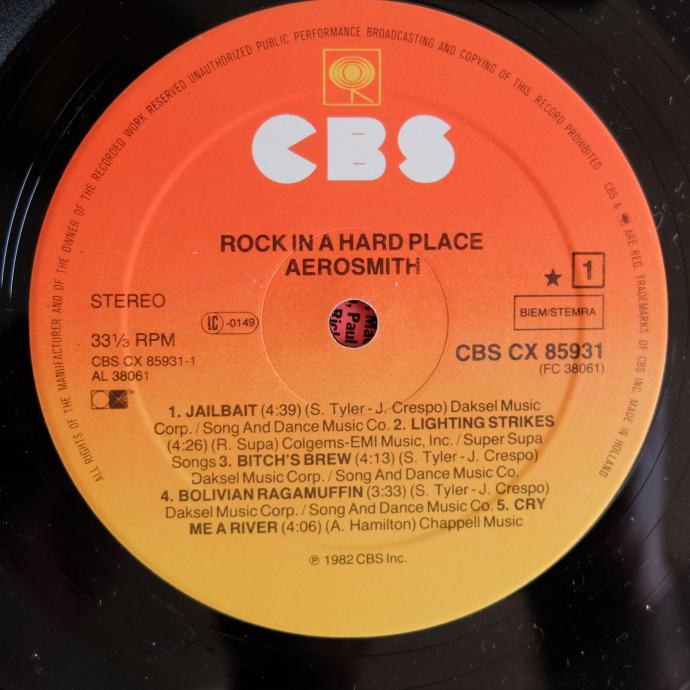 ALL RIGHTS OF THE MANUFACTURER AND OF THE OWNER OF THE RECORDED WORK RESERVED UNAUTHORIZED PUBLIC PERFORMANCE BROADCASTING AND COPYING OF THIS RECORD PROHIBITED CBS & ARE REG. TRADEMARKS OF CBS INC. MADE IN HOLLAND
CBS
ROCK IN A HARD PLACE
AEROSMITH
STEREO
★ 1
LC -0149
BIEM/STEMRA
33⅓ RPM
CBS CX 85931-1
AL 38061
CBS CX 85931
(FC 38061)
1. JAILBAIT (4:39) (S. Tyler - J. Crespo) Daksel Music
Corp. / Song And Dance Music Co. 2. LIGHTING STRIKES
(4:26) (R. Supa) Colgems-EMI Music, Inc. / Super Supa
Songs 3. BITCH'S BREW (4:13) (S. Tyler - J. Crespo)
Daksel Music Corp. / Song And Dance Music Co.
4. BOLIVIAN RAGAMUFFIN (3:33) (S. Tyler - J. Crespo)
Daksel Music Corp. / Song And Dance Music Co. 5. CRY
ME A RIVER (4:06) (A. Hamilton) Chappell Music
℗ 1982 CBS Inc.
Paul